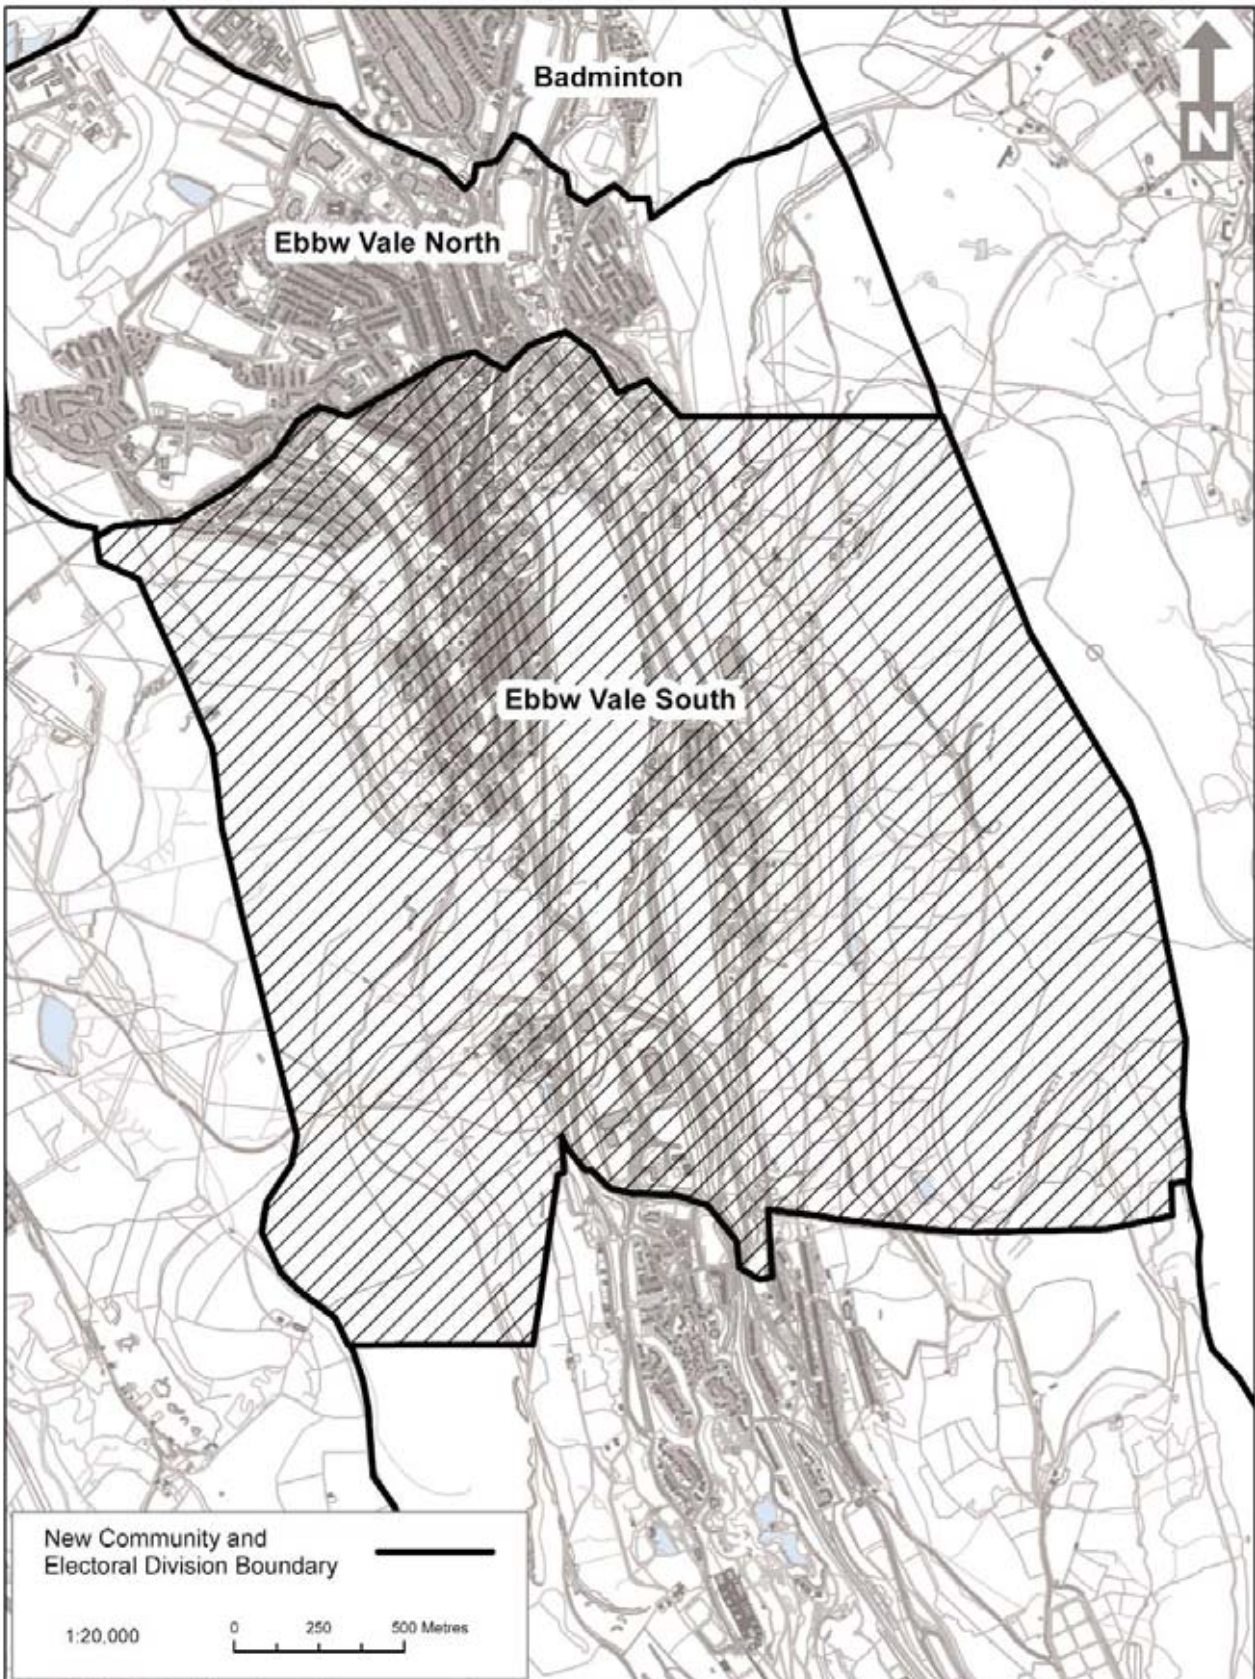 Badminton
N
Ebbw Vale North
Ebbw Vale South
New Community and
Electoral Division Boundary
1:20,000
0 250 500 Metres